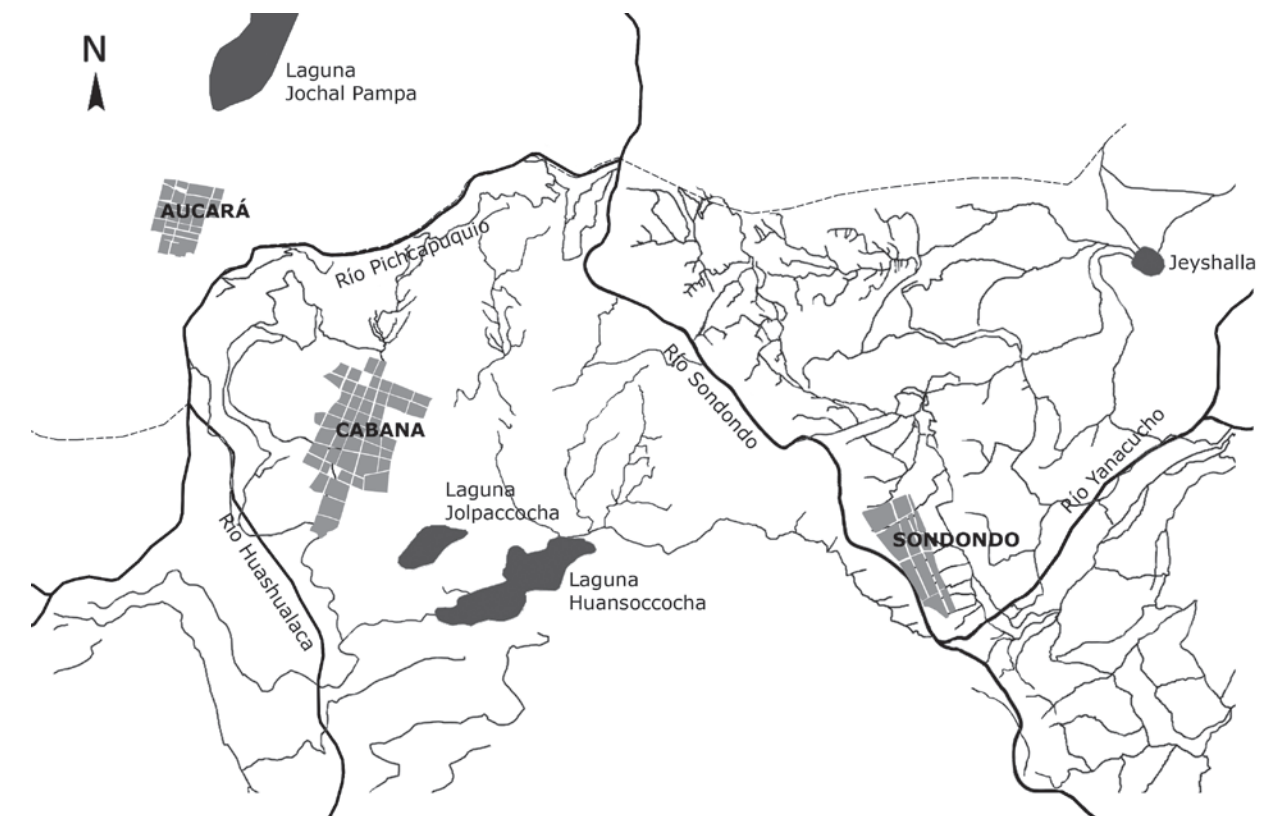 N
Laguna
Jochal Pampa
AUCARÁ
Río Pichcapuquio
Jeyshalla
Río Sondondo
CABANA
Río Yanacucho
Laguna
Jolpaccocha
SONDONDO
Río Huashualaca
Laguna
Huansoccocha